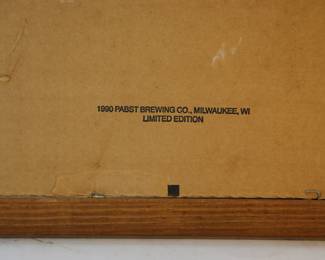 1990 PABST BREWING CO., MILWAUKEE, WI
LIMITED EDITION